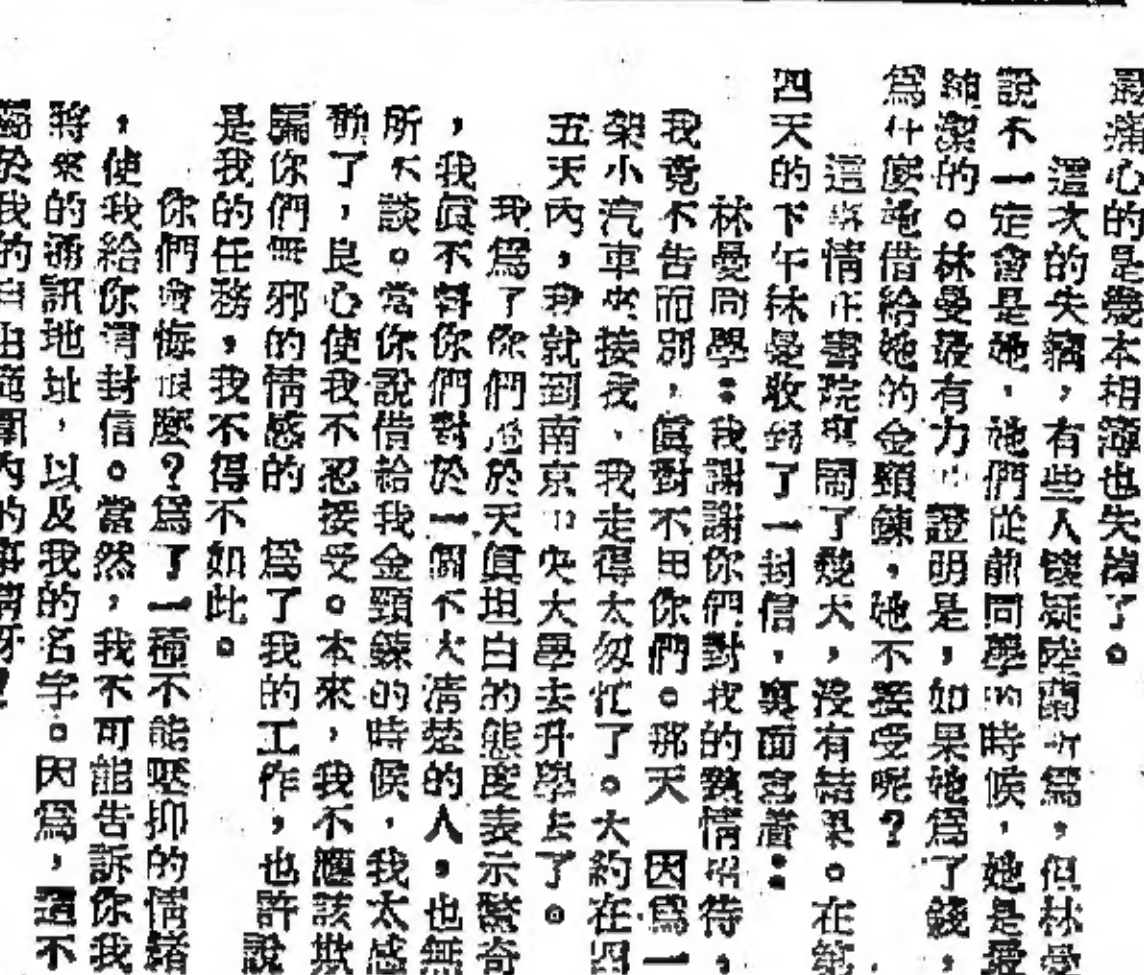 最痛心的是幾本相簿也失掉了。
這次的失竊，有些人懷疑陸蘭所爲，但林曼
說不一定會是她，她們從前同學的時候，她是最
純潔的。林曼最有力的證明是，如果她爲了錢，
爲什麼她借給她的金頸鍊，她不接受呢？
這事情在書院裏鬧了幾天，沒有結果。在第
四天的下午林曼收到了一封信，裏面寫着：
林曼同學：我謝謝你們對我的熱情招待，
我竟不告而別，眞對不田你們。那天 因爲一
架小汽車來接我，我走得太匆忙了。大約在四
五天內，我就到南京中央大學去升學去了。
我爲了你們過於天眞坦白的態度表示驚奇
，我眞不料你們對於一個不大清楚的人，也無
所不談。當你說借給我金頸鍊的時候，我太感
動了，良心使我不忍接受。本來，我不應該欺
騙你們無邪的情感的 爲了我的工作，也許說
是我的任務，我不得不如此。
你們會悔恨麼？爲了一種不能壓抑的情緒
，使我給你這封信。當然，我不可能告訴你我
將來的通訊地址，以及我的名字。因爲，這不
屬於我的自由範圍內的事情呀！